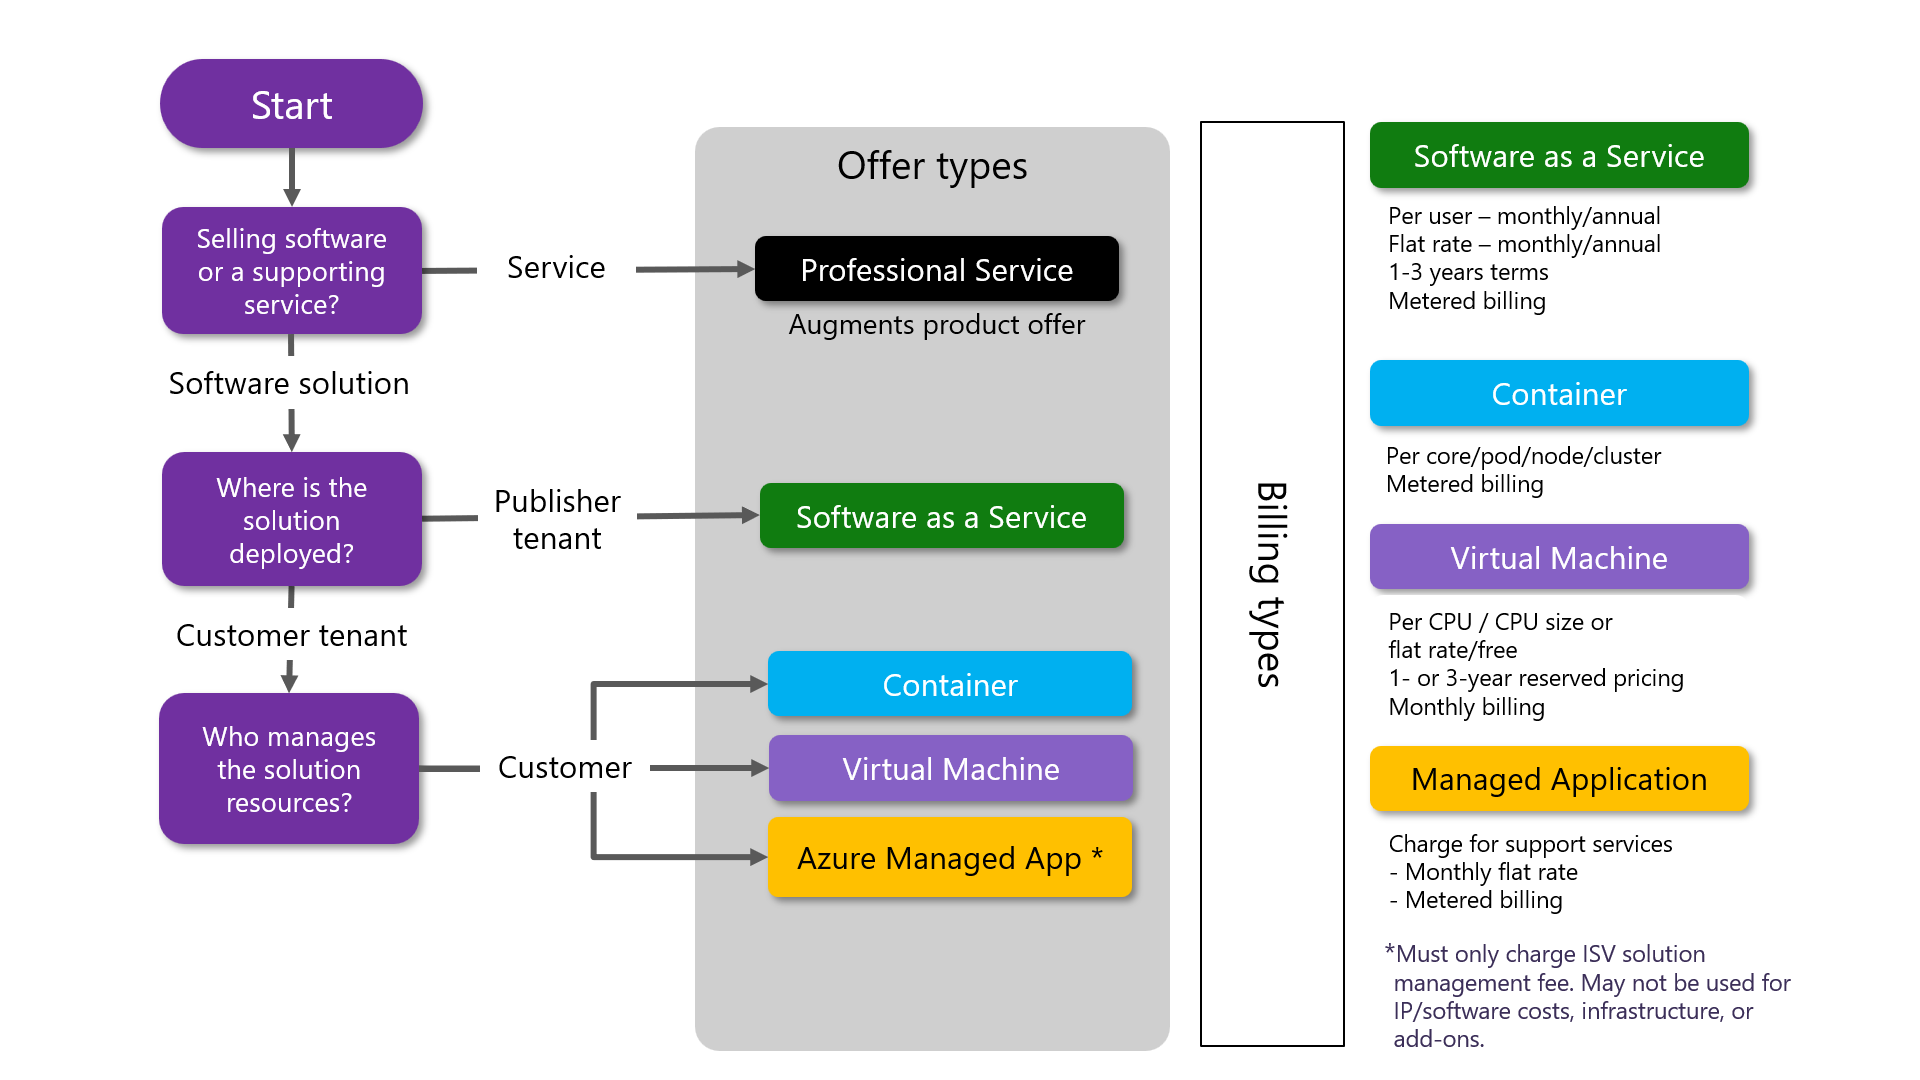 Start
Selling software
or a supporting
service?
Service
Software solution
Where is the
solution
deployed?
Publisher
tenant
Customer tenant
Who manages
the solution
resources?
Customer
Offer types
Professional Service
Augments product offer
Software as a Service
Container
Virtual Machine
Azure Managed App *
Billing types
Software as a Service
Per user – monthly/annual
Flat rate – monthly/annual
1-3 years terms
Metered billing
Container
Per core/pod/node/cluster
Metered billing
Virtual Machine
Per CPU / CPU size or
flat rate/free
1- or 3-year reserved pricing
Monthly billing
Managed Application
Charge for support services
- Monthly flat rate
- Metered billing
*Must only charge ISV solution
management fee. May not be used for
IP/software costs, infrastructure, or
add-ons.